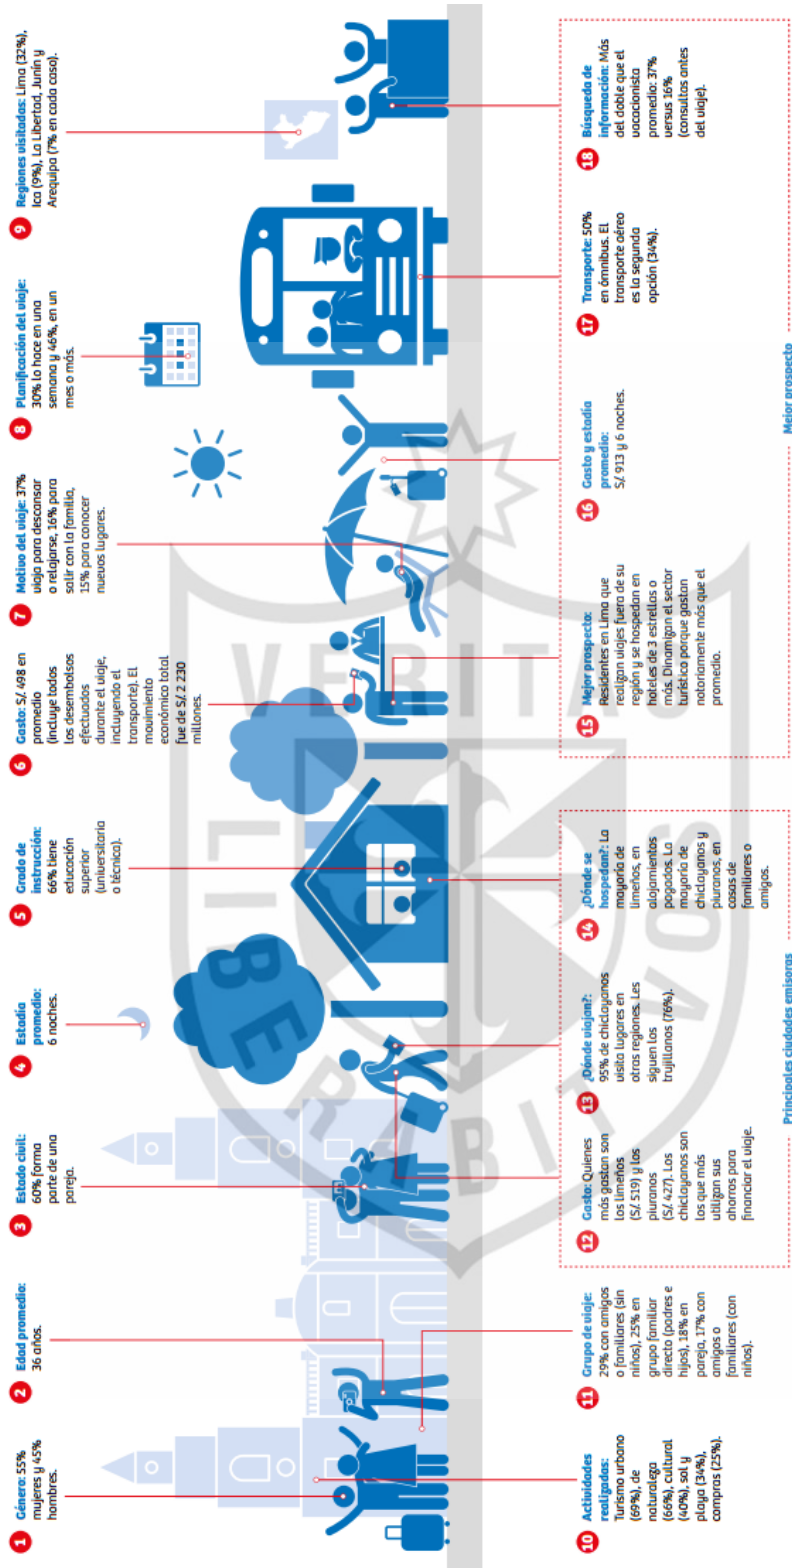 1
Género: 55%
mujeres y 45%
hombres.
2
Edad promedio:
36 años.
3
Estado civil:
60% forma
parte de una
pareja.
4
Estadía
promedio:
6 noches.
5
Grado de
instrucción:
66% tiene
educación
superior
(universitaria
o técnica).
6
Gasto: S/. 498 en
promedio
(incluye todos
los desembolsos
efectuados
durante el viaje,
incluyendo el
transporte). El
movimiento
económico total
fue de S/. 2 230
millones.
7
Motivo del viaje: 37%
viaja para descansar
o relajarse, 16% para
salir con la familia,
15% para conocer
nuevos lugares.
8
Planificación del viaje:
30% lo hace en una
semana y 46%, en un
mes o más.
9
Regiones visitadas: Lima (32%),
Ica (9%), La Libertad, Junín y
Arequipa (7% en cada caso).
10
Actividades
realizadas:
Turismo urbano
(69%), de
naturaleza
(66%), cultural
(40%), sol y
playa (34%),
compras (25%).
11
Grupo de viaje:
29% con amigos
o familiares (sin
niños), 25% en
grupo familiar
directo (padres e
hijos), 18% en
pareja, 17% con
amigos o
familiares (con
niños).
12
Gasto: Quienes
más gastan son
los limeños
(S/. 519) y los
piuranos
(S/. 427). Los
chiclayanos son
los que más
utilizan sus
ahorros para
financiar el viaje.
13
¿Dónde viajan?:
95% de chiclayanos
visita lugares en
otras regiones. Les
siguen los
trujillanos (76%).
14
¿Dónde se
hospedan?: La
mayoría de
limeños, en
alojamientos
pagados. La
mayoría de
chiclayanos y
piuranos, en
casas de
familiares o
amigos.
Principales ciudades emisoras
15
Mejor prospecto:
Residentes en Lima que
realizan viajes fuera de su
región y se hospedan en
hoteles de 3 estrellas o
más. Dinamizan el sector
turístico porque gastan
notoriamente más que el
promedio.
16
Gasto y estadía
promedio:
S/. 913 y 6 noches.
17
Transporte: 50%
en ómnibus. El
transporte aéreo
es la segunda
opción (34%).
18
Búsqueda de
información: Más
del doble que el
vacacionista
promedio: 37%
versus 16%
(consultas antes
del viaje).
Mejor prospecto
VERITAS
LIBERABIT
VOS